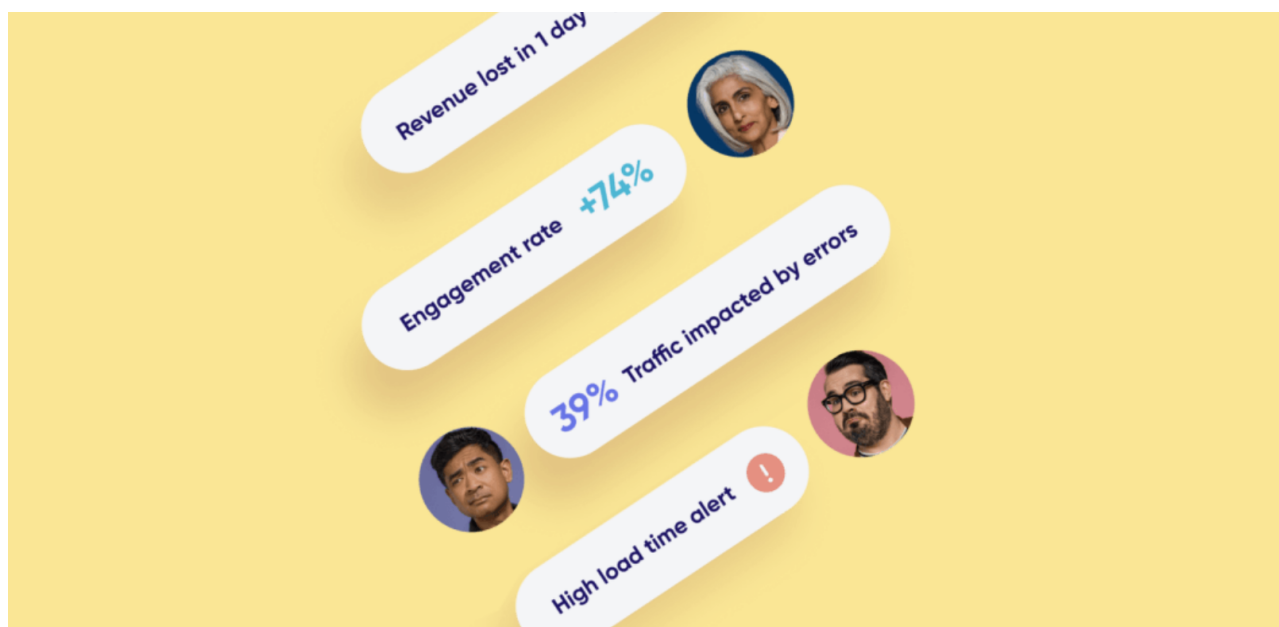 Revenue lost in 1 day
Engagement rate +74%
39% Traffic impacted by errors
High load time alert !